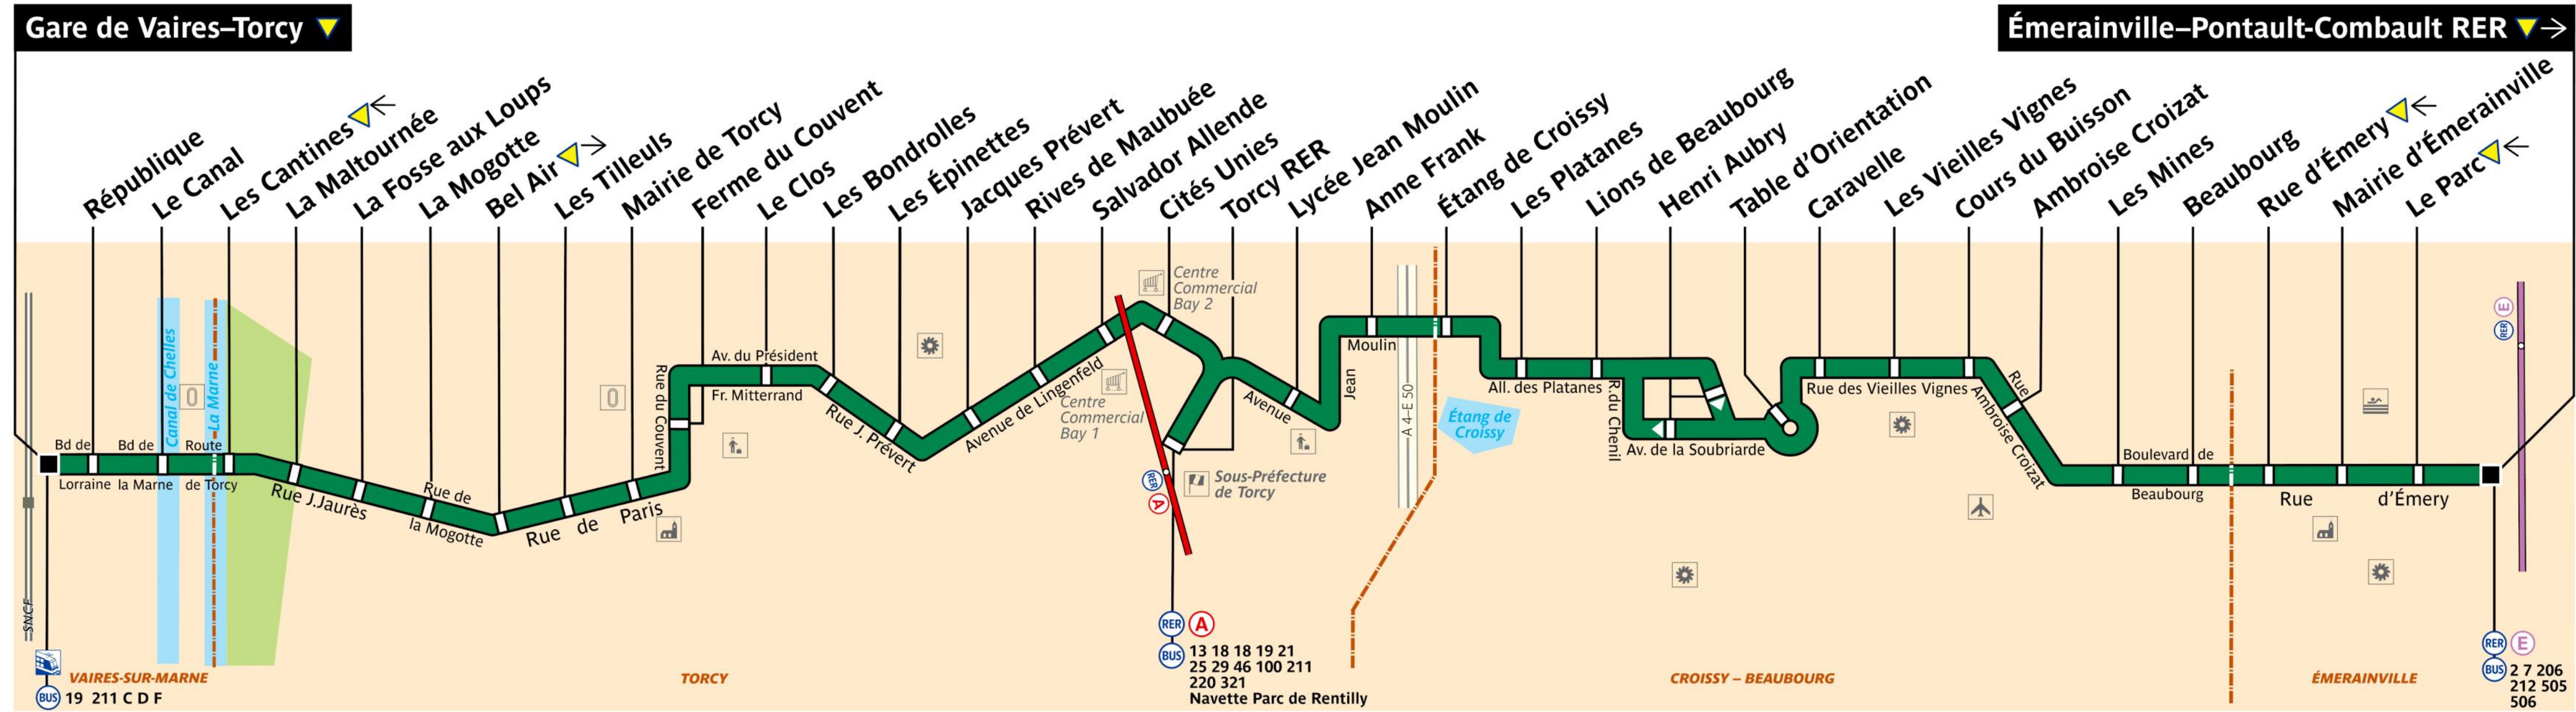 Gare de Vaires–Torcy
Émerainville–Pontault-Combault RER
République
Le Canal
Les Cantines
La Maltournée
La Fosse aux Loups
La Mogotte
Bel Air
Les Tilleuls
Mairie de Torcy
Ferme du Couvent
Le Clos
Les Bondrolles
Les Épinettes
Jacques Prévert
Rives de Maubuée
Salvador Allende
Cités Unies
Torcy RER
Lycée Jean Moulin
Anne Frank
Étang de Croissy
Les Platanes
Lions de Beaubourg
Henri Aubry
Table d'Orientation
Caravelle
Les Vieilles Vignes
Cours du Buisson
Ambroise Croizat
Les Mines
Beaubourg
Rue d'Émery
Mairie d'Émerainville
Le Parc
SNCF
Bd de
Lorraine
Bd de
la Marne
Canal de Chelles
Route
de Torcy
La Marne
Rue J.Jaurès
Rue de
la Mogotte
Rue de Paris
Rue du Couvent
Av. du Président
Fr. Mitterrand
Rue J. Prévert
Avenue de Lingenfeld
Centre
Commercial
Bay 1
Centre
Commercial
Bay 2
RER A
Sous-Préfecture
de Torcy
Avenue
Jean
Moulin
A 4–E 50
Étang de
Croissy
All. des Platanes
R.du Chenil
Av. de la Soubriarde
Rue des Vieilles Vignes
Rue
Ambroise Croizat
Boulevard de
Beaubourg
Rue d'Émery
E RER
RER A
BUS 13 18 18 19 21
25 29 46 100 211
220 321
Navette Parc de Rentilly
RER E
BUS 2 7 206
212 505
506
VAIRES-SUR-MARNE
TORCY
CROISSY – BEAUBOURG
ÉMERAINVILLE
BUS 19 211 C D F